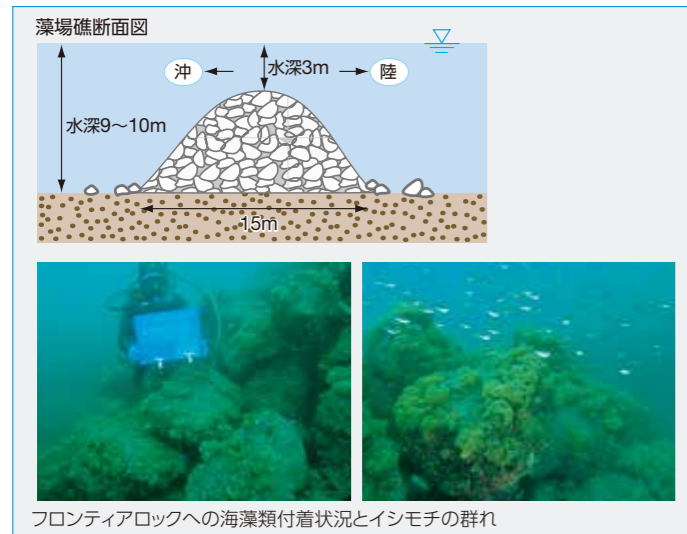 藻場礁断面図
沖
水深3m
陸
水深9～10m
15m
フロンティアロックへの海藻類付着状況とイシモチの群れ